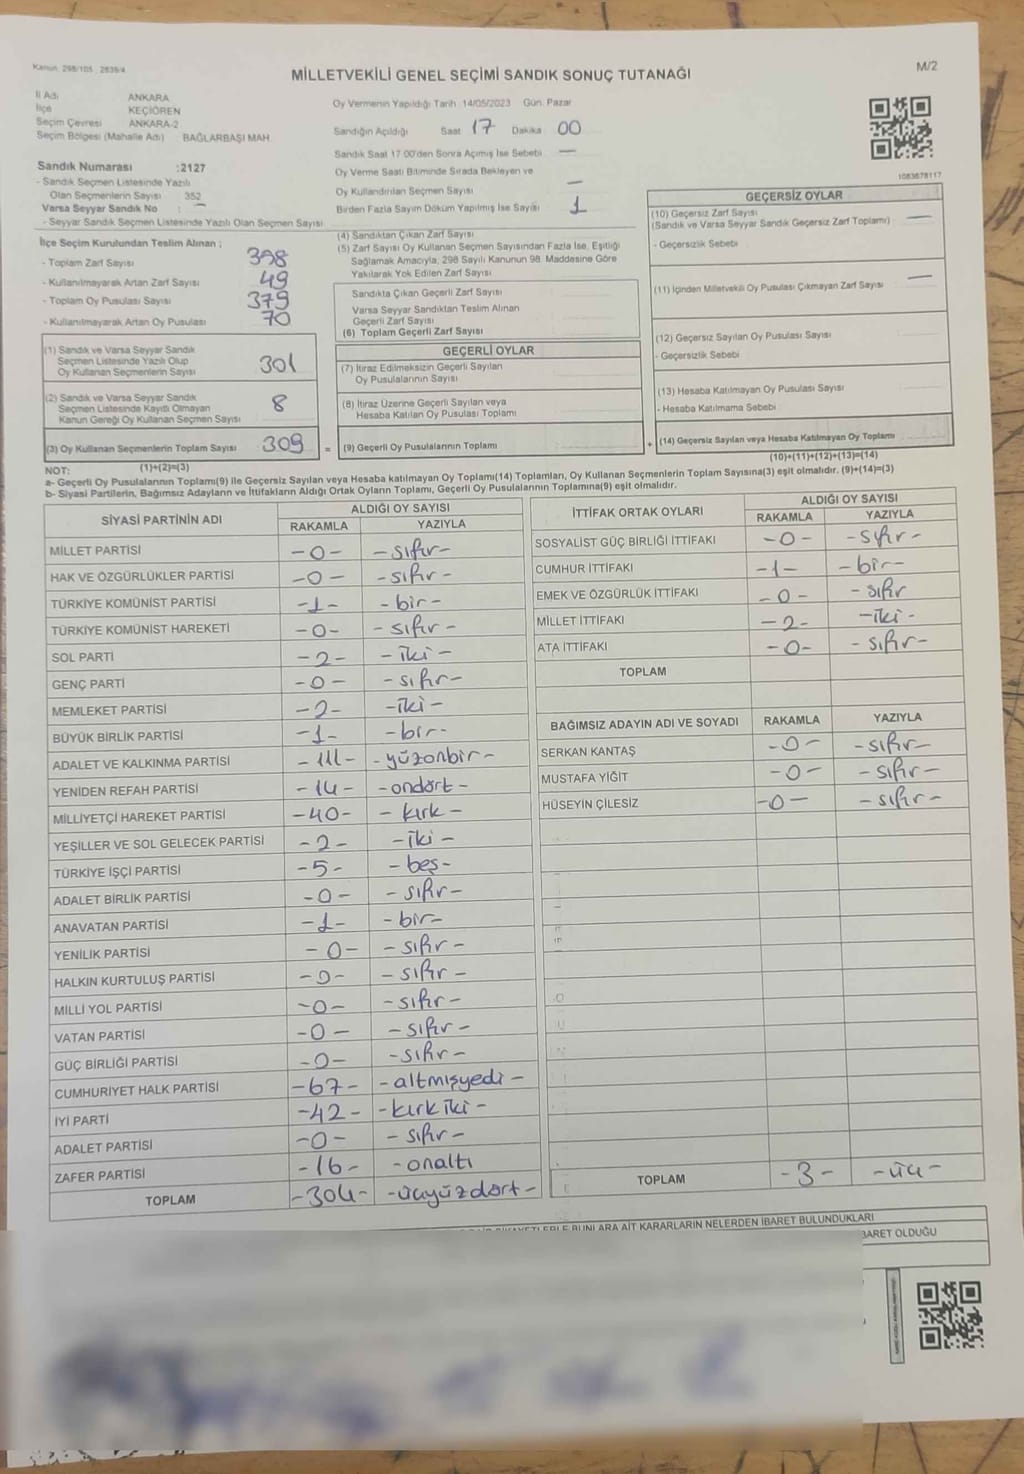 Kanun: 298/105, 2839/4
MİLLETVEKİLİ GENEL SEÇİMİ SANDIK SONUÇ TUTANAĞI
M/2
İl Adı ANKARA
İlçe KEÇİÖREN
Seçim Çevresi ANKARA-2
Seçim Bölgesi (Mahalle Adı) BAĞLARBAŞI MAH.
Oy Vermenin Yapıldığı Tarih: 14/05/2023 Gün: Pazar
Sandığın Açıldığı Saat 17 Dakika 00
Sandık Saat 17:00'den Sonra Açımış İse Sebebi —
Oy Verme Saati Bitiminde Sırada Bekleyen ve
Oy Kullandırılan Seçmen Sayısı —
Birden Fazla Sayım Döküm Yapılmış İse Sayısı 1
1083678117
Sandık Numarası :2127
- Sandık Seçmen Listesinde Yazılı
Olan Seçmenlerin Sayısı 352
Varsa Seyyar Sandık No : —
- Seyyar Sandık Seçmen Listesinde Yazılı Olan Seçmen Sayısı
İlçe Seçim Kurulundan Teslim Alınan ;
- Toplam Zarf Sayısı 398
- Kullanılmayarak Artan Zarf Sayısı 49
- Toplam Oy Pusulası Sayısı 379
- Kullanılmayarak Artan Oy Pusulası 70
(1) Sandık ve Varsa Seyyar Sandık
Seçmen Listesinde Yazılı Olup
Oy Kullanan Seçmenlerin Sayısı 301
(2) Sandık ve Varsa Seyyar Sandık
Seçmen Listesinde Kayıtlı Olmayan
Kanun Gereği Oy Kullanan Seçmen Sayısı 8
(3) Oy Kullanan Seçmenlerin Toplam Sayısı 309 =
(1)+(2)=(3)
(4) Sandıktan Çıkan Zarf Sayısı
(5) Zarf Sayısı Oy Kullanan Seçmen Sayısından Fazla İse, Eşitliği
Sağlamak Amacıyla, 298 Sayılı Kanunun 98. Maddesine Göre
Yakılarak Yok Edilen Zarf Sayısı
Sandıkta Çıkan Geçerli Zarf Sayısı
Varsa Seyyar Sandıktan Teslim Alınan
Geçerli Zarf Sayısı
(6) Toplam Geçerli Zarf Sayısı
GEÇERLİ OYLAR
(7) İtiraz Edilmeksizin Geçerli Sayılan
Oy Pusulalarının Sayısı
(8) İtiraz Üzerine Geçerli Sayılan veya
Hesaba Katılan Oy Pusulası Toplamı
(9) Geçerli Oy Pusulalarının Toplamı +
GEÇERSİZ OYLAR
(10) Geçersiz Zarf Sayısı —
(Sandık ve Varsa Seyyar Sandık Geçersiz Zarf Toplamı)
- Geçersizlik Sebebi
(11) İçinden Milletvekili Oy Pusulası Çıkmayan Zarf Sayısı —
(12) Geçersiz Sayılan Oy Pusulası Sayısı
- Geçersizlik Sebebi
(13) Hesaba Katılmayan Oy Pusulası Sayısı
- Hesaba Katılmama Sebebi
(14) Geçersiz Sayılan veya Hesaba Katılmayan Oy Toplamı
(10)+(11)+(12)+(13)=(14)
NOT:
a- Geçerli Oy Pusulasının Toplamı(9) ile Geçersiz Sayılan veya Hesaba katılmayan Oy Toplamı(14) Toplamları, Oy Kullanan Seçmenlerin Toplam Sayısına(3) eşit olmalıdır. (9)+(14)=(3)
b- Siyasi Partilerin, Bağımsız Adayların ve İttifakların Aldığı Ortak Oyların Toplamı, Geçerli Oy Pusulalarının Toplamına(9) eşit olmalıdır.
SİYASİ PARTİNİN ADI ALDIĞI OY SAYISI
RAKAMLA YAZIYLA
MİLLET PARTİSİ -0- -sıfır-
HAK VE ÖZGÜRLÜKLER PARTİSİ -0- -sıfır-
TÜRKİYE KOMÜNİST PARTİSİ -1- -bir-
TÜRKİYE KOMÜNİST HAREKETİ -0- -sıfır-
SOL PARTİ -2- -iki-
GENÇ PARTİ -0- -sıfır-
MEMLEKET PARTİSİ -2- -iki-
BÜYÜK BİRLİK PARTİSİ -1- -bir-
ADALET VE KALKINMA PARTİSİ -111- -yüzonbir-
YENİDEN REFAH PARTİSİ -14- -ondört-
MİLLİYETÇİ HAREKET PARTİSİ -40- -kırk-
YEŞİLLER VE SOL GELECEK PARTİSİ -2- -iki-
TÜRKİYE İŞÇİ PARTİSİ -5- -beş-
ADALET BİRLİK PARTİSİ -0- -sıfır-
ANAVATAN PARTİSİ -1- -bir-
YENİLİK PARTİSİ -0- -sıfır-
HALKIN KURTULUŞ PARTİSİ -0- -sıfır-
MİLLİ YOL PARTİSİ -0- -sıfır-
VATAN PARTİSİ -0- -sıfır-
GÜÇ BİRLİĞİ PARTİSİ -0- -sıfır-
CUMHURİYET HALK PARTİSİ -67- -altmışyedi-
İYİ PARTİ -42- -kırkiki-
ADALET PARTİSİ -0- -sıfır-
ZAFER PARTİSİ -16- -onaltı
TOPLAM -304- -üçyüzdört-
İTTİFAK ORTAK OYLARI ALDIĞI OY SAYISI
RAKAMLA YAZIYLA
SOSYALİST GÜÇ BİRLİĞİ İTTİFAKI -0- -sıfır-
CUMHUR İTTİFAKI -1- -bir-
EMEK VE ÖZGÜRLÜK İTTİFAKI -0- -sıfır
MİLLET İTTİFAKI -2- -iki-
ATA İTTİFAKI -0- -sıfır-
TOPLAM
BAĞIMSIZ ADAYIN ADI VE SOYADI RAKAMLA YAZIYLA
SERKAN KANTAŞ -0- -sıfır-
MUSTAFA YİĞİT -0- -sıfır-
HÜSEYİN ÇİLESİZ -0- -sıfır-
TOPLAM -3- -üç-
BUNLARA AİT KARARLARIN NELERDEN İBARET BULUNDUKLARI
BARET OLDUĞU